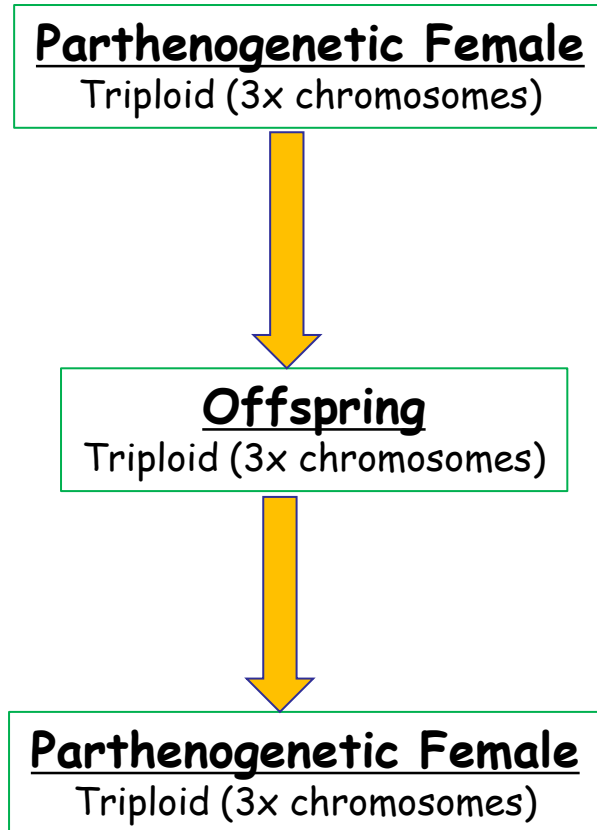 Parthenogenetic Female
Triploid (3x chromosomes)
Offspring
Triploid (3x chromosomes)
Parthenogenetic Female
Triploid (3x chromosomes)